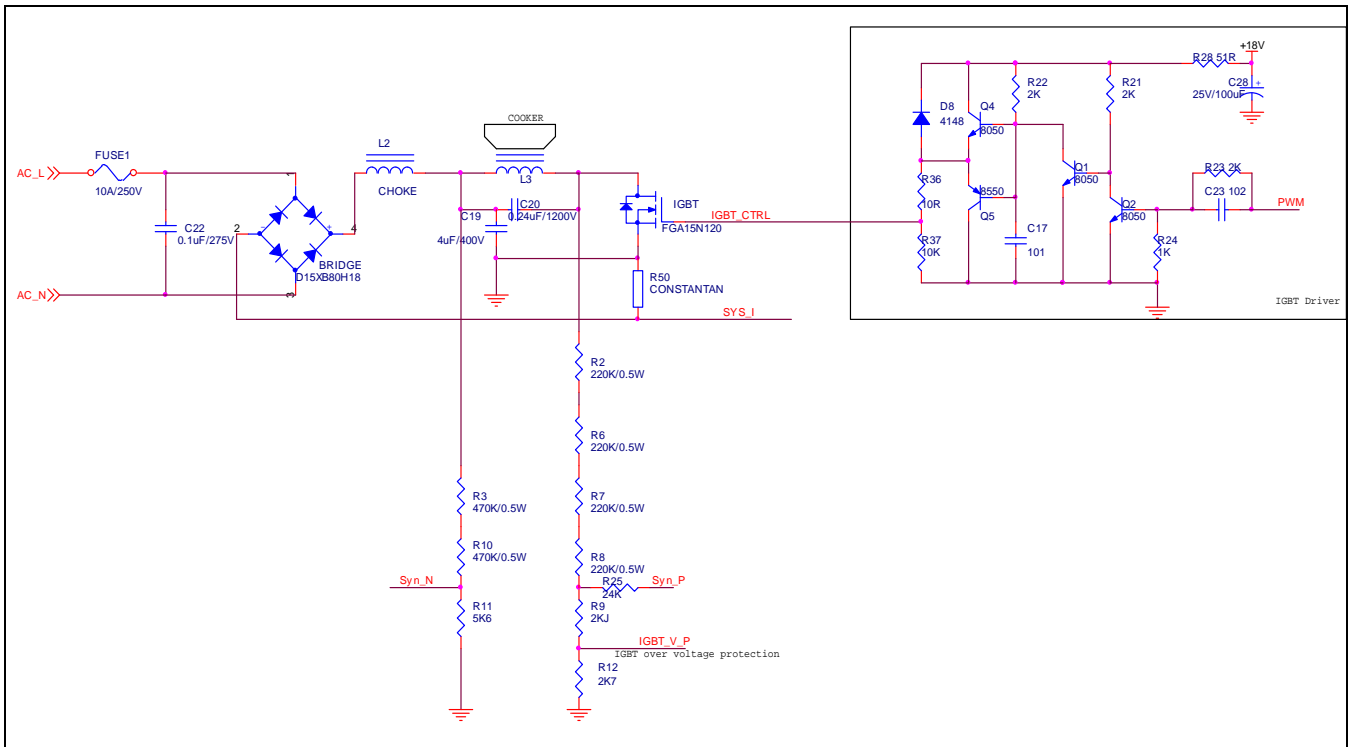 +18V
R28 51R
C28
25V/100uF
R22
2K
R21
2K
D8
4148
Q4
8050
COOKER
L2
CHOKE
L3
FUSE1
AC_L
10A/250V
1
C22
0.1uF/275V
2
4
BRIDGE
D15XB80H18
3
AC_N
C19
4uF/400V
C20
0.24uF/1200V
IGBT
FGA15N120
IGBT_CTRL
R36
10R
8550
Q5
Q1
8050
Q2
8050
R23 2K
C23 102
PWM
R37
10K
C17
101
R24
1K
IGBT Driver
R50
CONSTANTAN
SYS_I
R2
220K/0.5W
R6
220K/0.5W
R3
470K/0.5W
R7
220K/0.5W
R10
470K/0.5W
R8
220K/0.5W
Syn_N
R25
24K
Syn_P
R11
5K6
R9
2KJ
IGBT_V_P
IGBT over voltage protection
R12
2K7